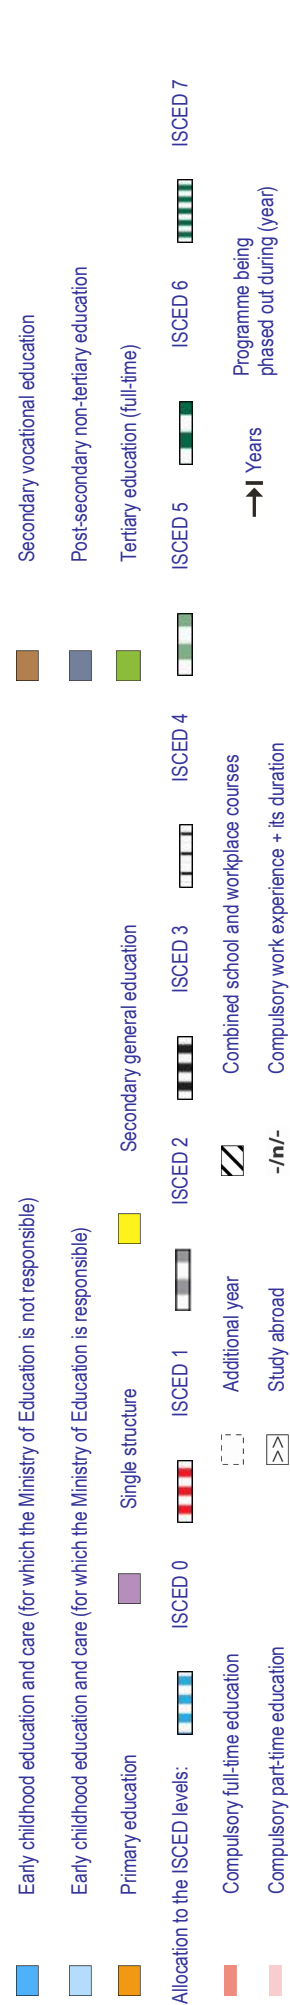 Early childhood education and care (for which the Ministry of Education is not responsible) Secondary vocational education
Early childhood education and care (for which the Ministry of Education is responsible) Post-secondary non-tertiary education
Primary education Single structure Secondary general education Tertiary education (full-time)
Allocation to the ISCED levels: ISCED 0 ISCED 1 ISCED 2 ISCED 3 ISCED 4 ISCED 5 ISCED 6 ISCED 7
Compulsory full-time education Additional year Combined school and workplace courses Years Programme being
phased out during (year)
Compulsory part-time education >> Study abroad -/n/- Compulsory work experience + its duration